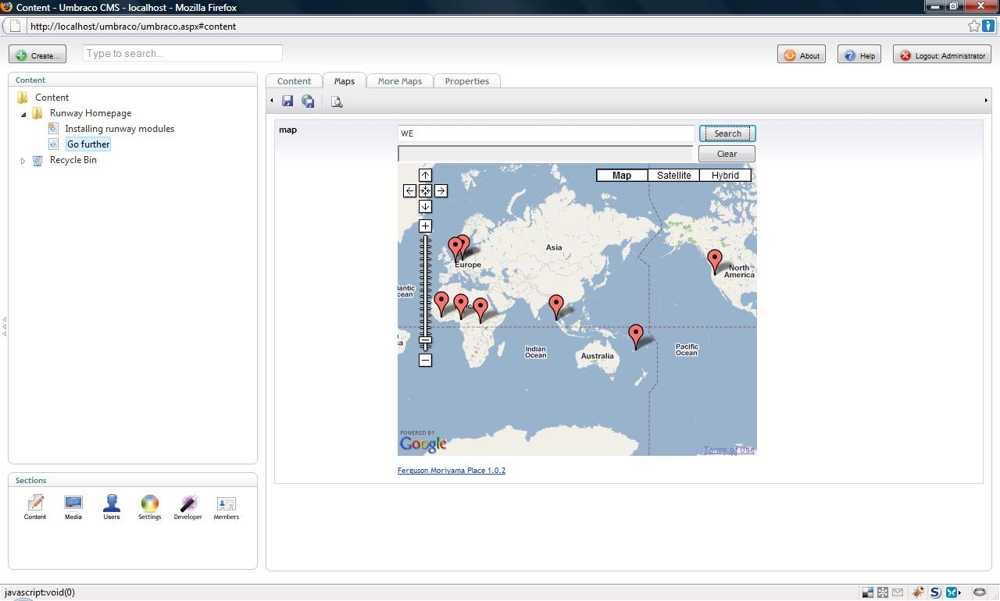 Content - Umbraco CMS - localhost - Mozilla Firefox
http://localhost/umbraco/umbraco.aspx#content
Create...
Type to search...
About
Help
Logout: Administrator
Content
Content
Runway Homepage
Installing runway modules
Go further
Recycle Bin
Sections
Content
Media
Users
Settings
Developer
Members
Content
Maps
More Maps
Properties
map
WE
Search
Clear
Map
Satellite
Hybrid
Asia
Europe
North
America
lantic
cean
ca
Indian
Ocean
Australia
Pacific
Ocean
POWERED BY
Google
Terms of Use
Ferguson Moriyama Place 1.0.2
javascript:void(0)